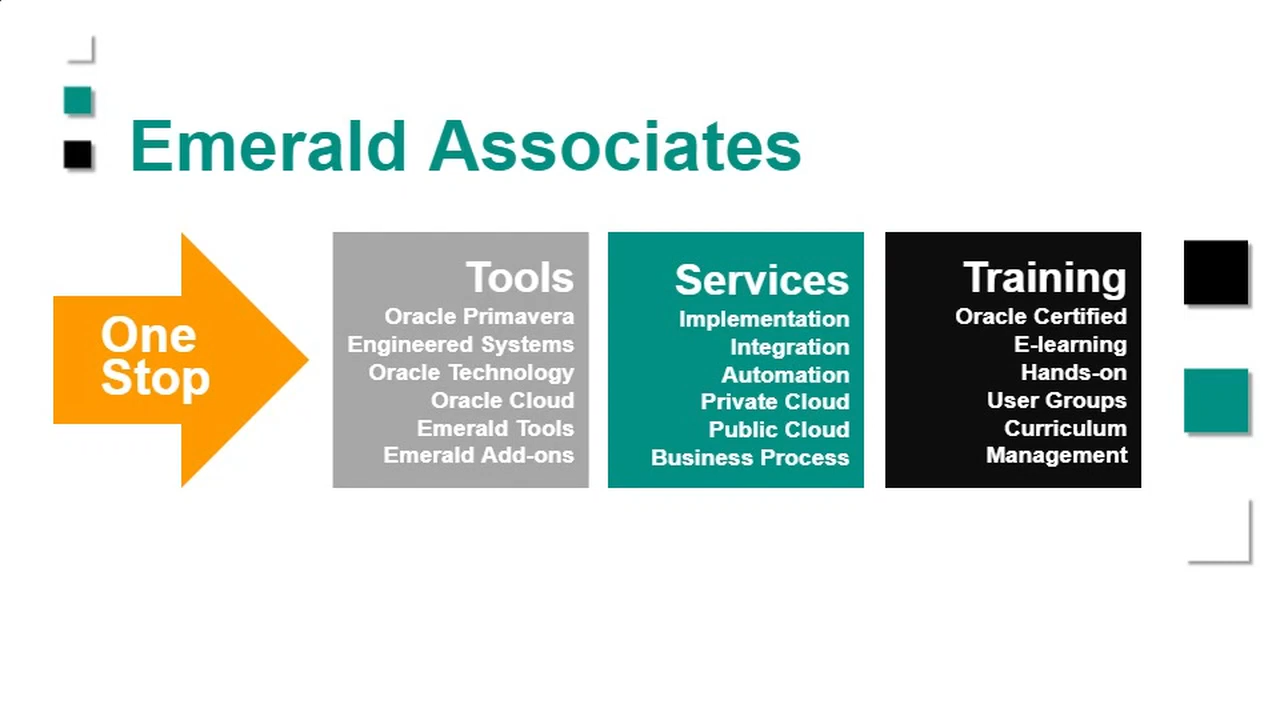 Emerald Associates
One
Stop
Tools
Oracle Primavera
Engineered Systems
Oracle Technology
Oracle Cloud
Emerald Tools
Emerald Add-ons
Services
Implementation
Integration
Automation
Private Cloud
Public Cloud
Business Process
Training
Oracle Certified
E-learning
Hands-on
User Groups
Curriculum
Management